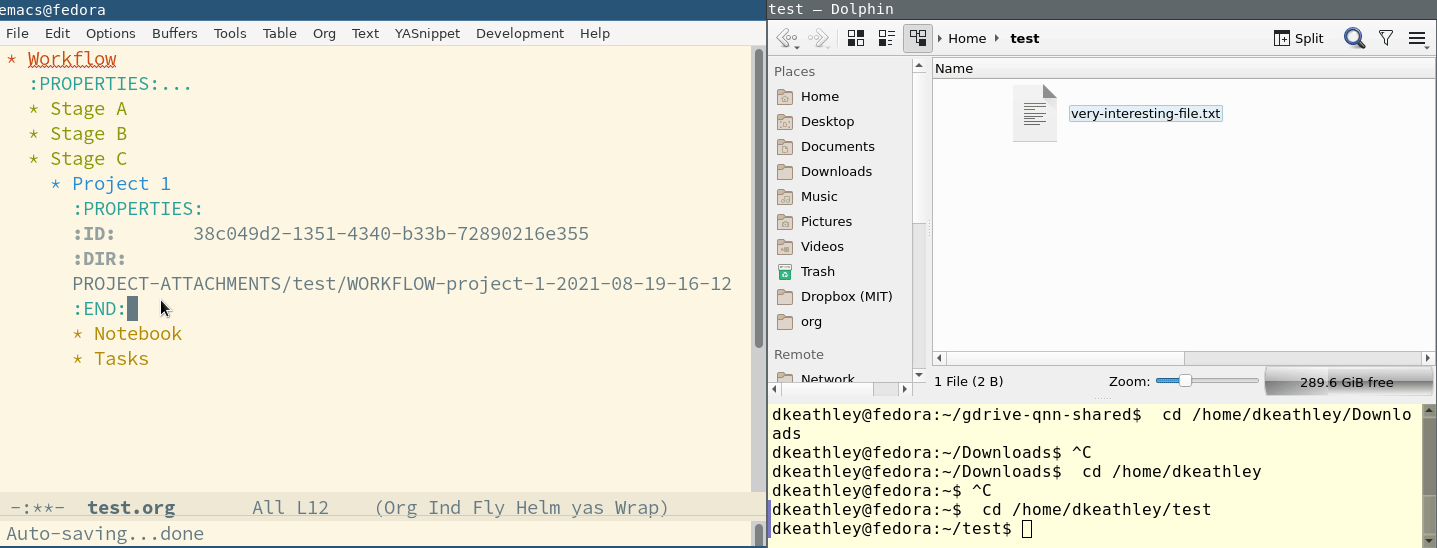 emacs@fedora
File Edit Options Buffers Tools Table Org Text YASnippet Development Help
* Workflow
:PROPERTIES:...
* Stage A
* Stage B
* Stage C
* Project 1
:PROPERTIES:
:ID: 38c049d2-1351-4340-b33b-72890216e355
:DIR:
PROJECT-ATTACHMENTS/test/WORKFLOW-project-1-2021-08-19-16-12
:END:
* Notebook
* Tasks
-:**- test.org All L12 (Org Ind Fly Helm yas Wrap)
Auto-saving...done
test — Dolphin
Home test Split
Places
Home
Desktop
Documents
Downloads
Music
Pictures
Videos
Trash
Dropbox (MIT)
org
Remote
Network
Name
very-interesting-file.txt
1 File (2 B) Zoom: 289.6 GiB free
dkeathley@fedora:~/gdrive-qnn-shared$  cd /home/dkeathley/Downlo
ads
dkeathley@fedora:~/Downloads$ ^C
dkeathley@fedora:~/Downloads$  cd /home/dkeathley
dkeathley@fedora:~$ ^C
dkeathley@fedora:~$  cd /home/dkeathley/test
dkeathley@fedora:~/test$